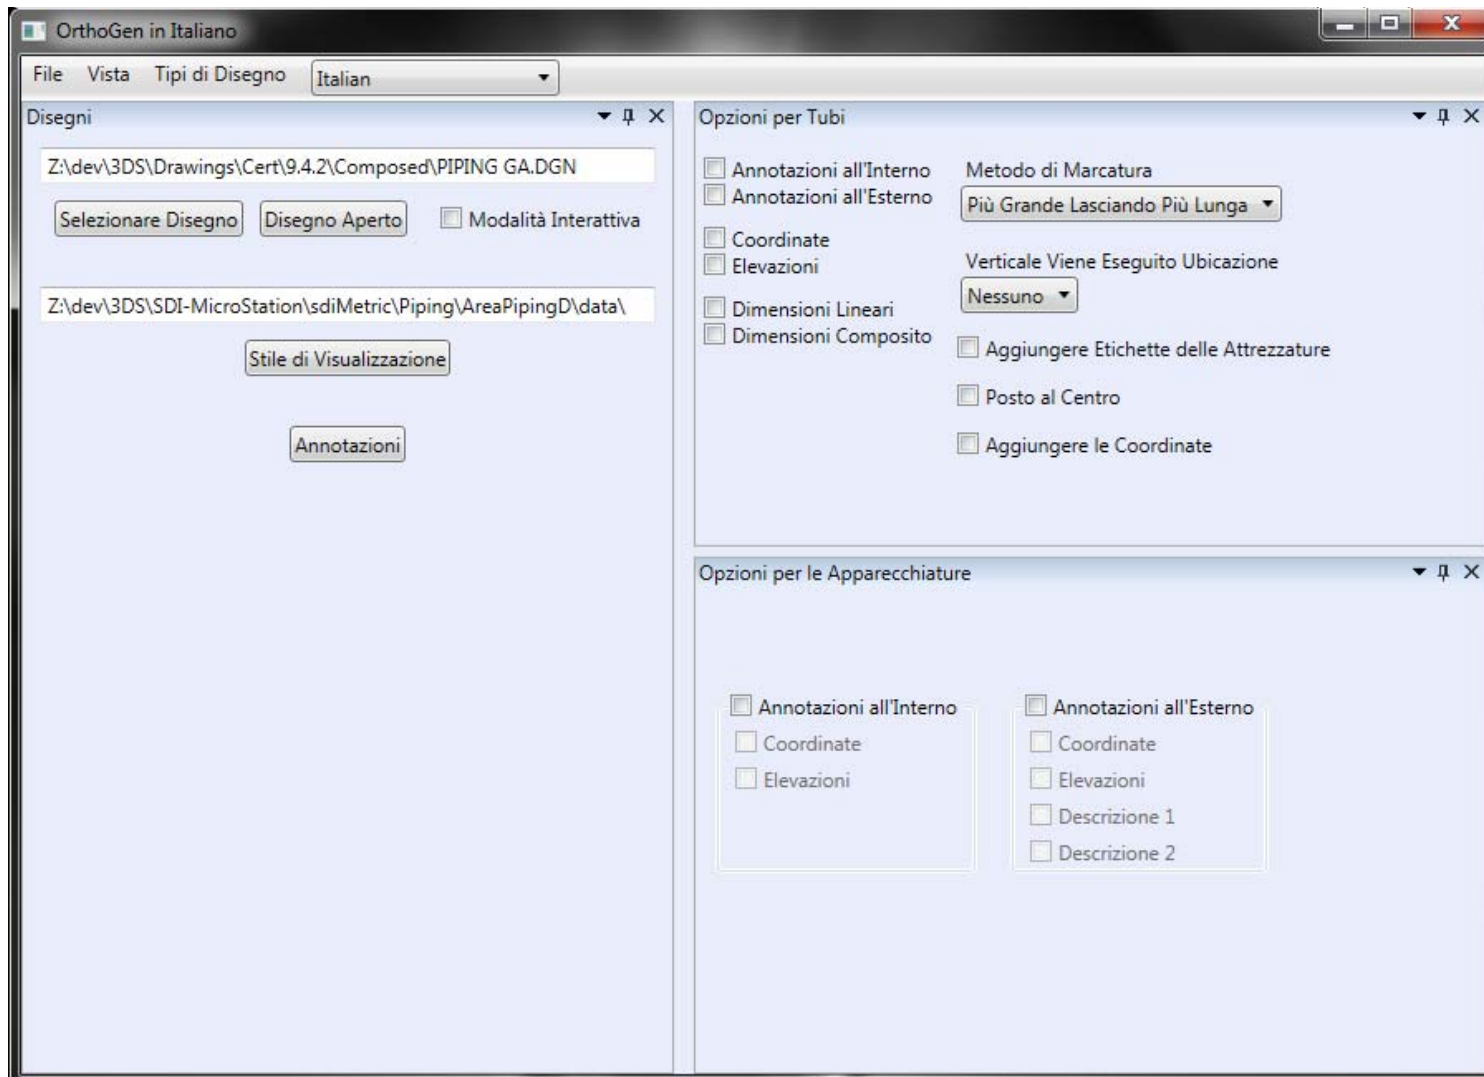 OrthoGen in Italiano
File Vista Tipi di Disegno Italian
Disegni
Z:\dev\3DS\Drawings\Cert\9.4.2\Composed\PIPING GA.DGN
Selezionare Disegno Disegno Aperto Modalità Interattiva
Z:\dev\3DS\SDI-MicroStation\sdiMetric\Piping\AreaPipingD\data\
Stile di Visualizzazione
Annotazioni
Opzioni per Tubi
Annotazioni all'Interno
Annotazioni all'Esterno
Coordinate
Elevazioni
Dimensioni Lineari
Dimensioni Composito
Metodo di Marcatura
Più Grande Lasciando Più Lunga
Verticale Viene Eseguito Ubicazione
Nessuno
Aggiungere Etichette delle Attrezzature
Posto al Centro
Aggiungere le Coordinate
Opzioni per le Apparecchiature
Annotazioni all'Interno
Coordinate
Elevazioni
Annotazioni all'Esterno
Coordinate
Elevazioni
Descrizione 1
Descrizione 2